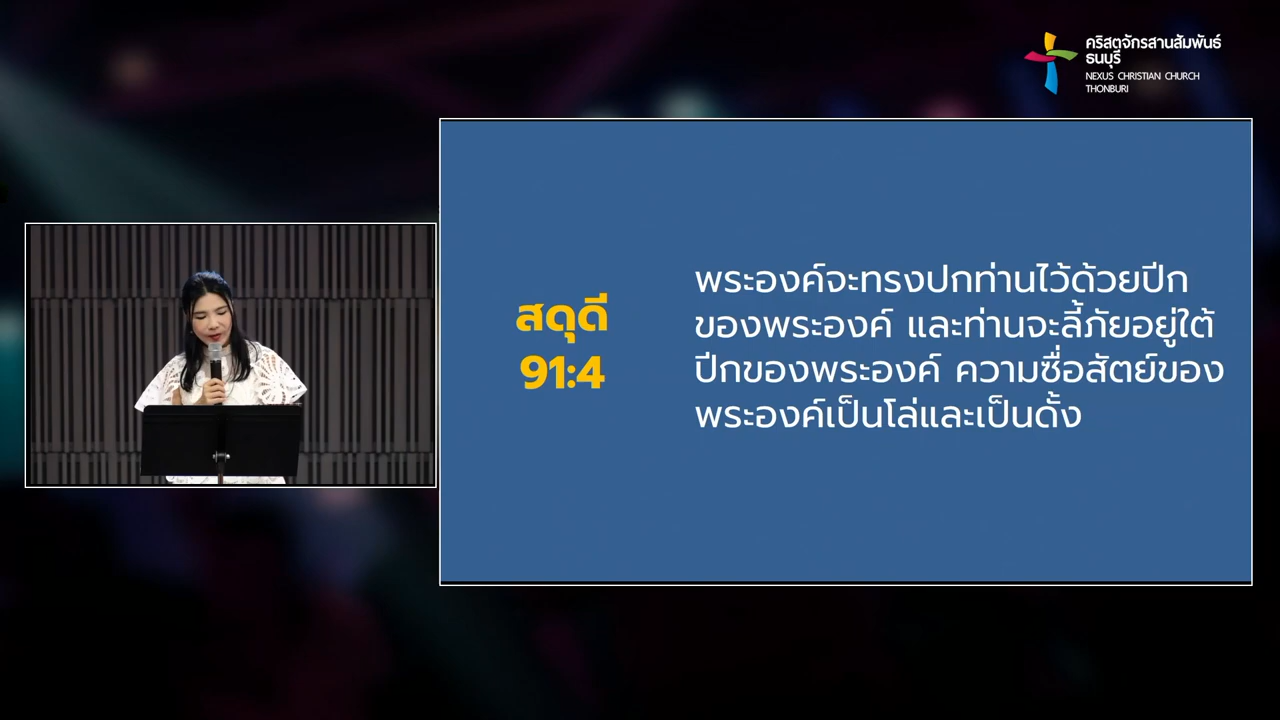 คริสตจักรสานสัมพันธ์
ธนบุรี
NEXUS CHRISTIAN CHURCH
THONBURI
สดุดี
91:4
พระองค์จะทรงปกท่านไว้ด้วยปีก
ของพระองค์ และท่านจะลี้ภัยอยู่ใต้
ปีกของพระองค์ ความซื่อสัตย์ของ
พระองค์เป็นโล่และเป็นดั้ง